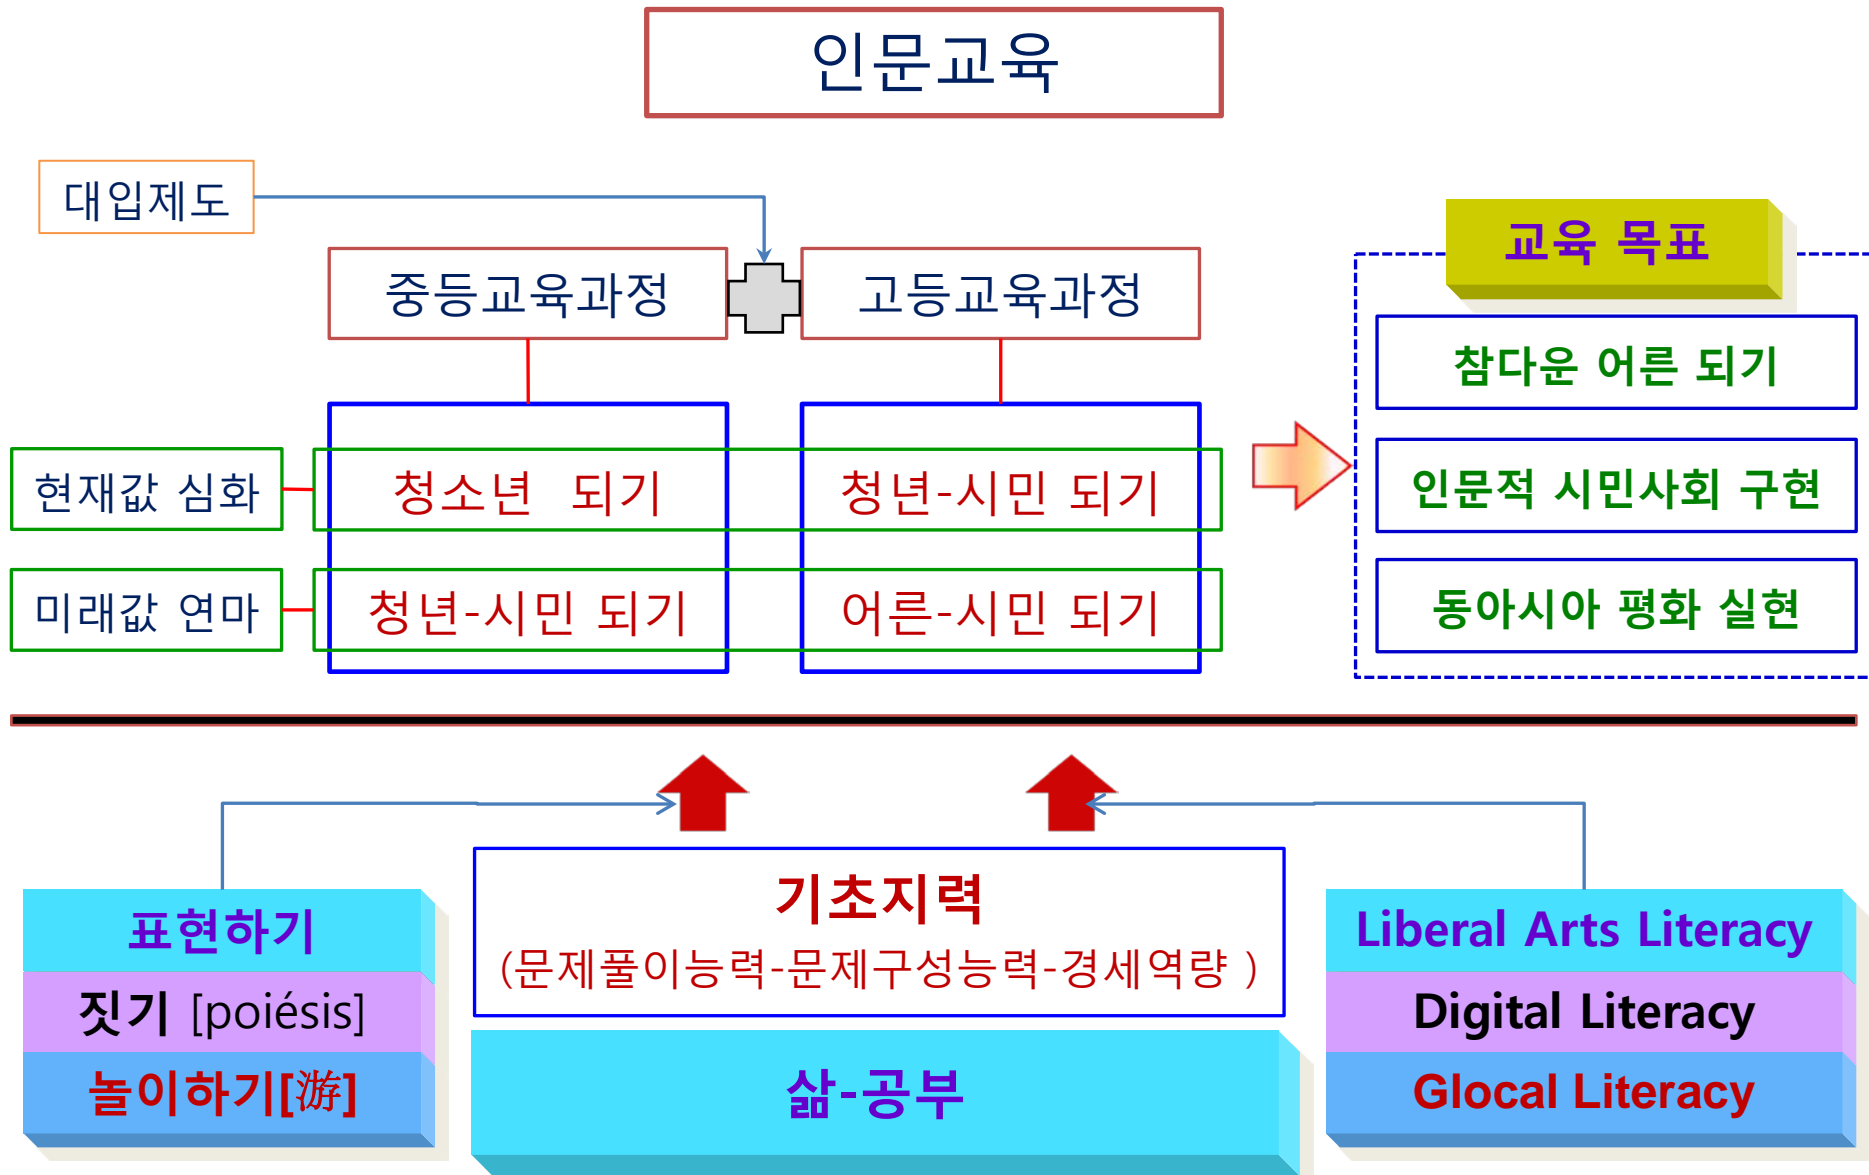 인문교육
대입제도
중등교육과정
고등교육과정
교육 목표
참다운 어른 되기
인문적 시민사회 구현
동아시아 평화 실현
현재값 심화
청소년 되기
청년-시민 되기
미래값 연마
청년-시민 되기
어른-시민 되기
기초지력
(문제풀이능력-문제구성능력-경세역량 )
삶-공부
표현하기
짓기 [poiésis]
놀이하기[游]
Liberal Arts Literacy
Digital Literacy
Glocal Literacy